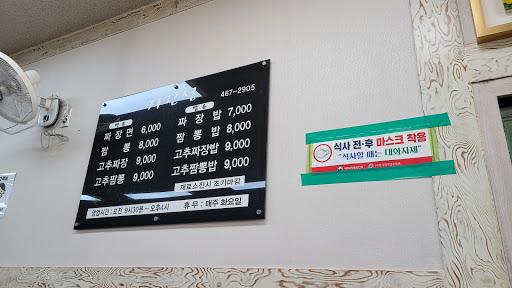 467-2905
면류
밥류
짜장면 6,000
짬뽕 8,000
고추짜장 9,000
고추짬뽕 9,000
짜장밥 7,000
짬뽕밥 8,000
고추짜장밥 9,000
고추짬뽕밥 9,000
재료소진시 조기마감
영업시간 : 오전 9시30분 ~ 오후4시
휴무 : 매주 화요일
식사 전·후 마스크 착용
"식사할 때는 대화자제"